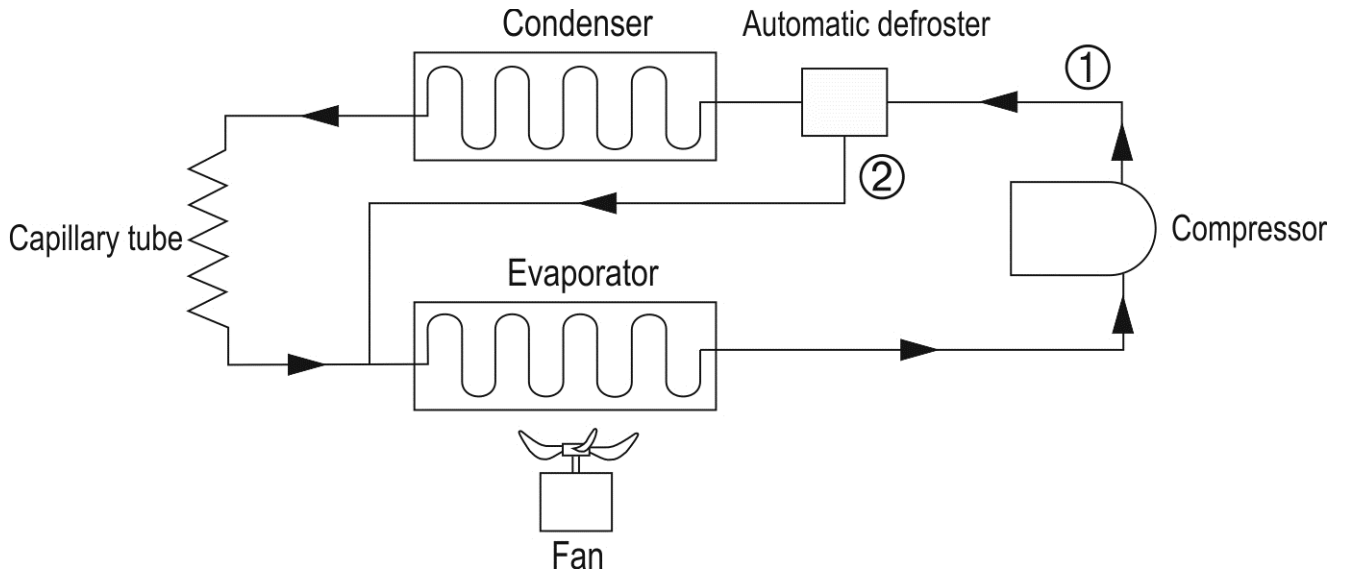 Condenser
Automatic defroster
①
②
Capillary tube
Compressor
Evaporator
Fan